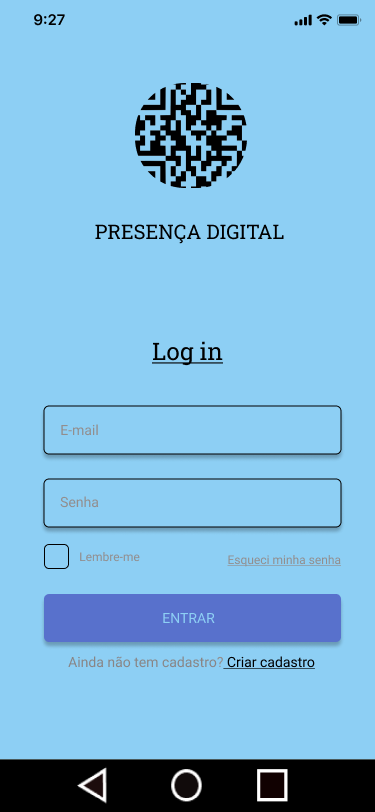 9:27
PRESENÇA DIGITAL
Log in
E-mail
Senha
Lembre-me
Esqueci minha senha
ENTRAR
Ainda não tem cadastro? Criar cadastro